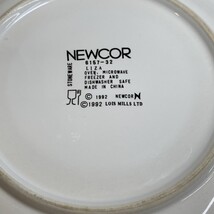 NEWCOR
STONEWARE
6157-32
LIZA
OVEN, MICROWAVE
FREEZER AND
DISHWASHER SAFE
MADE IN CHINA
© 1992 NEWCOR N
©1992 LOIS MILLS LTD